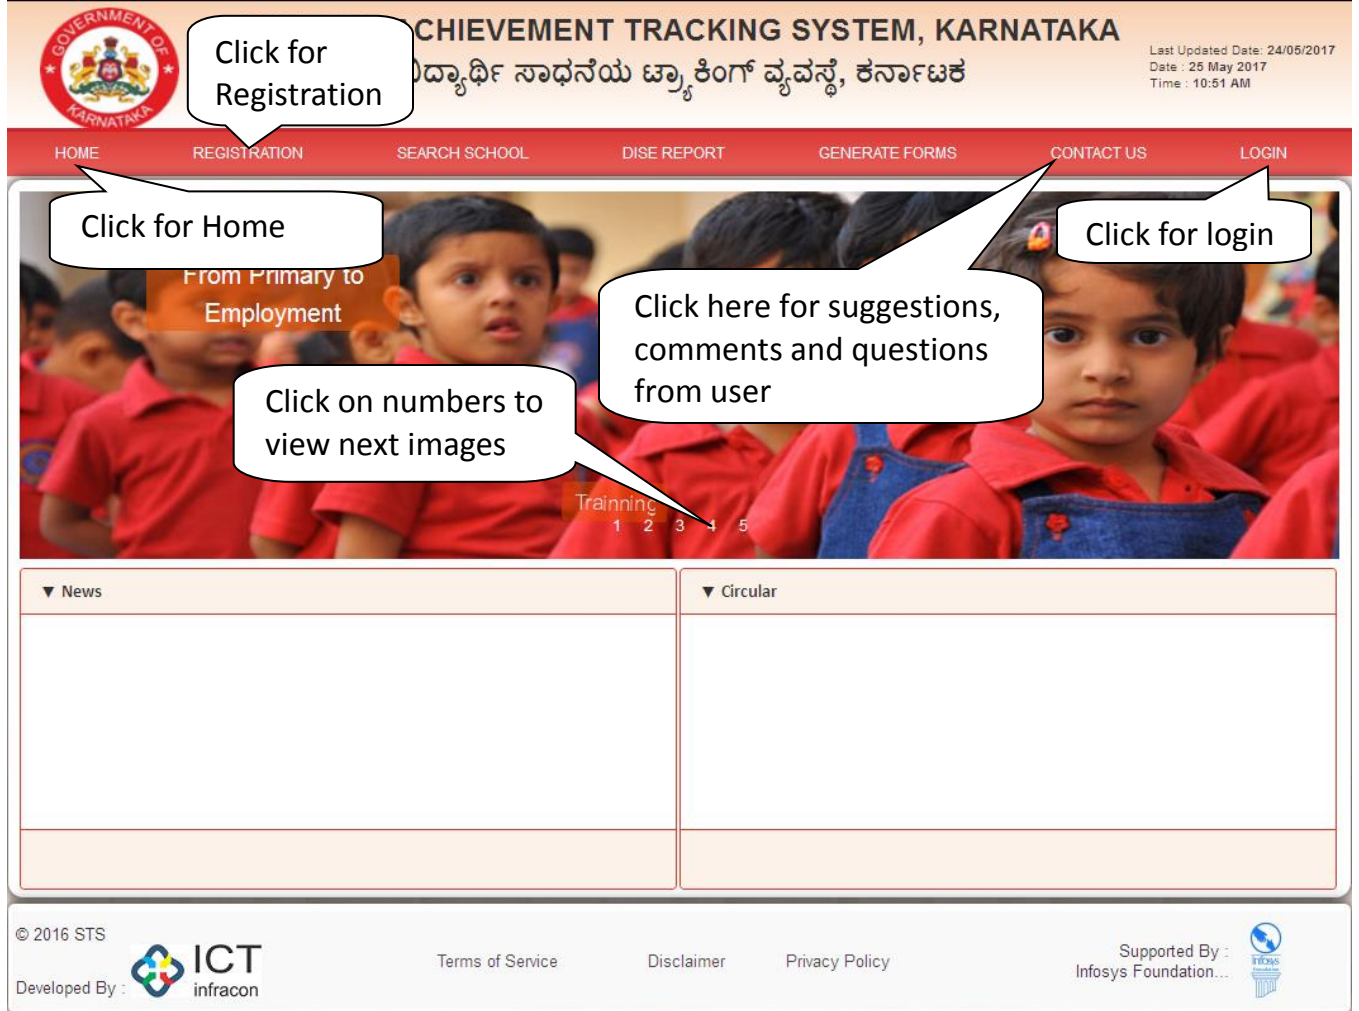 GOVERNMENT OF
KARNATAKA
Click for
Registration
CHIEVEMENT TRACKING SYSTEM, KARNATAKA
ವಿದ್ಯಾರ್ಥಿ ಸಾಧನೆಯ ಟ್ರ್ಯಾಕಿಂಗ್ ವ್ಯವಸ್ಥೆ, ಕರ್ನಾಟಕ
Last Updated Date: 24/05/2017
Date : 25 May 2017
Time : 10:51 AM
HOME REGISTRATION SEARCH SCHOOL DISE REPORT GENERATE FORMS CONTACT US LOGIN
Click for Home
Click for login
From Primary to
Employment
Click here for suggestions,
comments and questions
from user
Click on numbers to
view next images
Trainning
1 2 3 4 5
▼ News
▼ Circular
© 2016 STS
Developed By :
ICT
infracon
Terms of Service Disclaimer Privacy Policy
Supported By :
Infosys Foundation...
Infosys